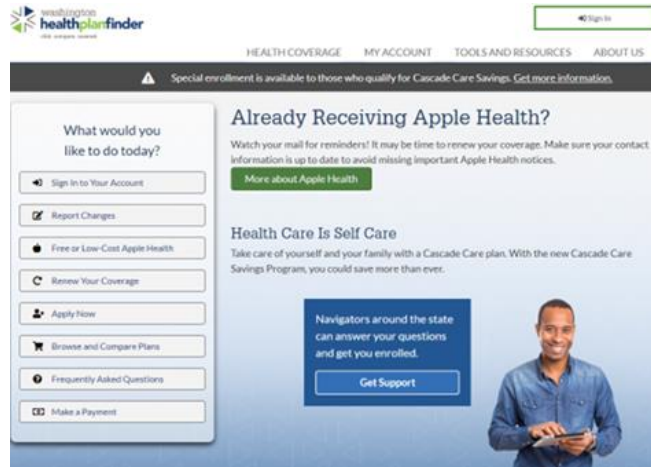 washington
healthplanfinder
click. compare. covered.
Sign In
HEALTH COVERAGE MY ACCOUNT TOOLS AND RESOURCES ABOUT US
Special enrollment is available to those who qualify for Cascade Care Savings. Get more information.
What would you
like to do today?
Sign In to Your Account
Report Changes
Free or Low-Cost Apple Health
Renew Your Coverage
Apply Now
Browse and Compare Plans
Frequently Asked Questions
Make a Payment
Already Receiving Apple Health?
Watch your mail for reminders! It may be time to renew your coverage. Make sure your contact
information is up to date to avoid missing important Apple Health notices.
More about Apple Health
Health Care Is Self Care
Take care of yourself and your family with a Cascade Care plan. With the new Cascade Care
Savings Program, you could save more than ever.
Navigators around the state
can answer your questions
and get you enrolled.
Get Support